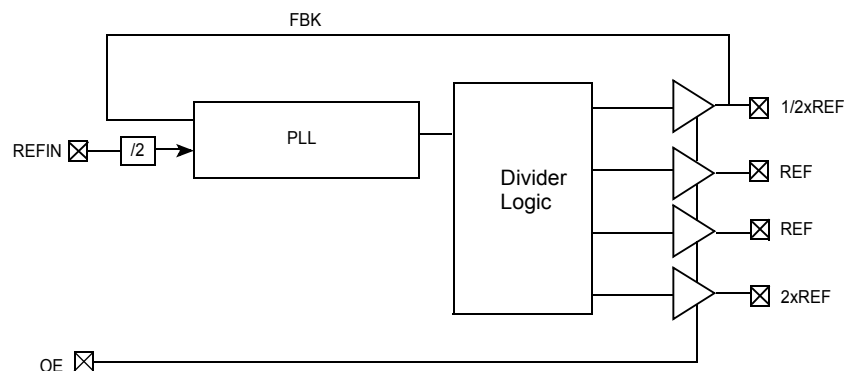 FBK
1/2xREF
PLL
REFIN
/2
REF
Divider
Logic
REF
2xREF
OE